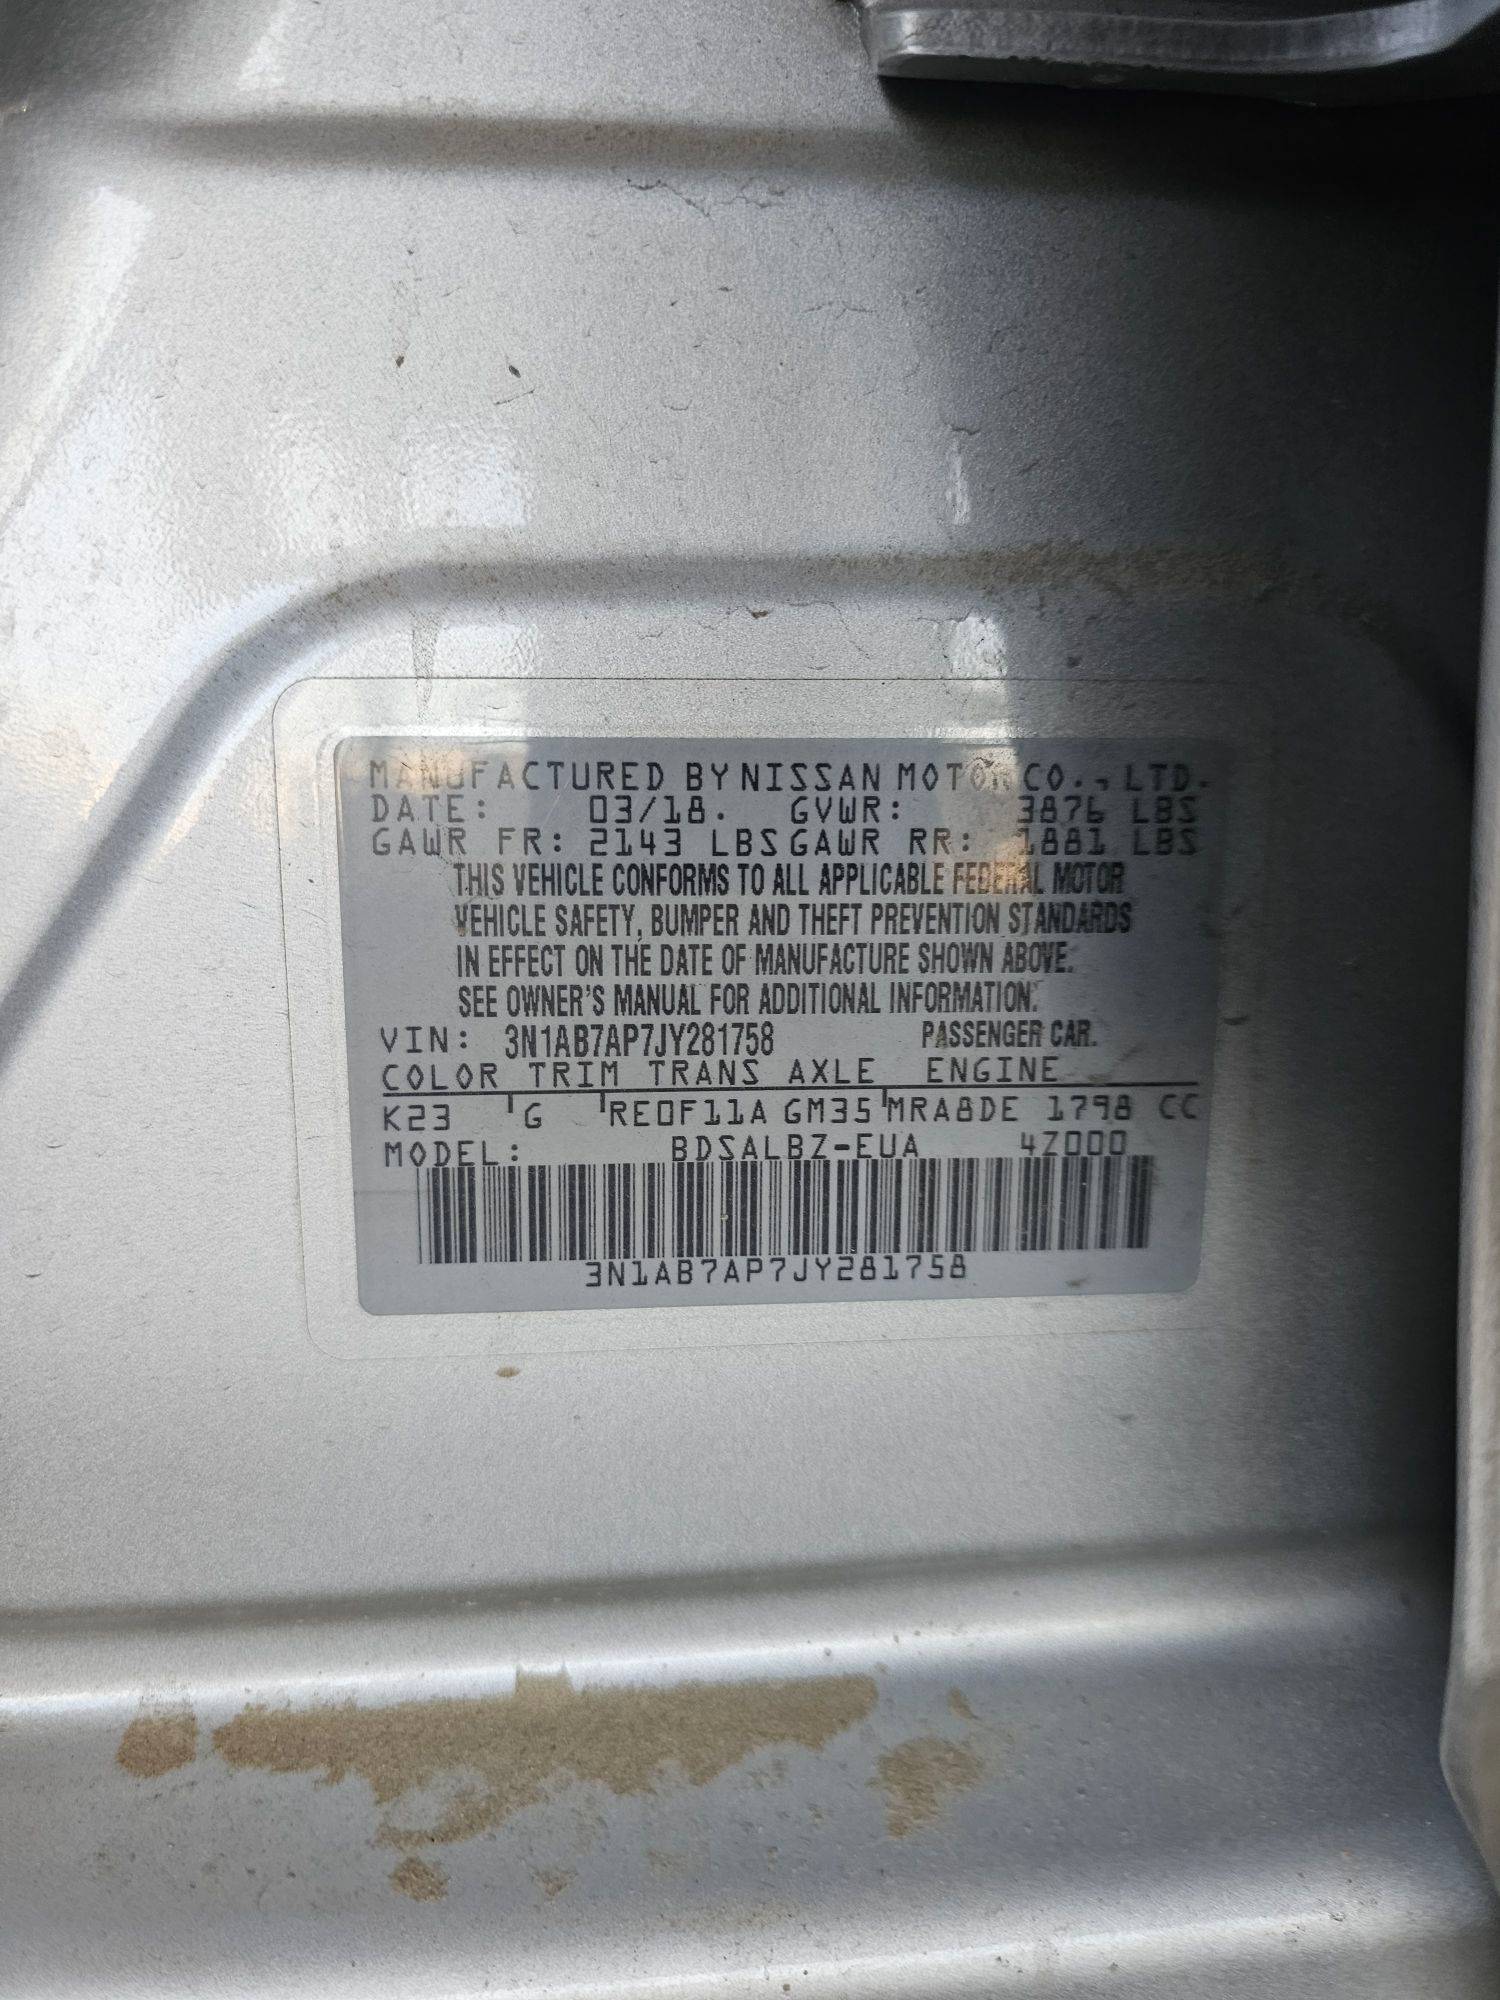 MANUFACTURED BY NISSAN MOTOR CO., LTD.
DATE: 03/18. GVWR: 3876 LBS
GAWR FR: 2143 LBS GAWR RR: 1881 LBS
THIS VEHICLE CONFORMS TO ALL APPLICABLE FEDERAL MOTOR
VEHICLE SAFETY, BUMPER AND THEFT PREVENTION STANDARDS
IN EFFECT ON THE DATE OF MANUFACTURE SHOWN ABOVE.
SEE OWNER'S MANUAL FOR ADDITIONAL INFORMATION.
VIN: 3N1AB7AP7JY281758 PASSENGER CAR.
COLOR TRIM TRANS AXLE ENGINE
K23 G RE0F11A GM35 MRA8DE 1798 CC
MODEL: BDSALBZ-EUA 4Z000
3N1AB7AP7JY281758